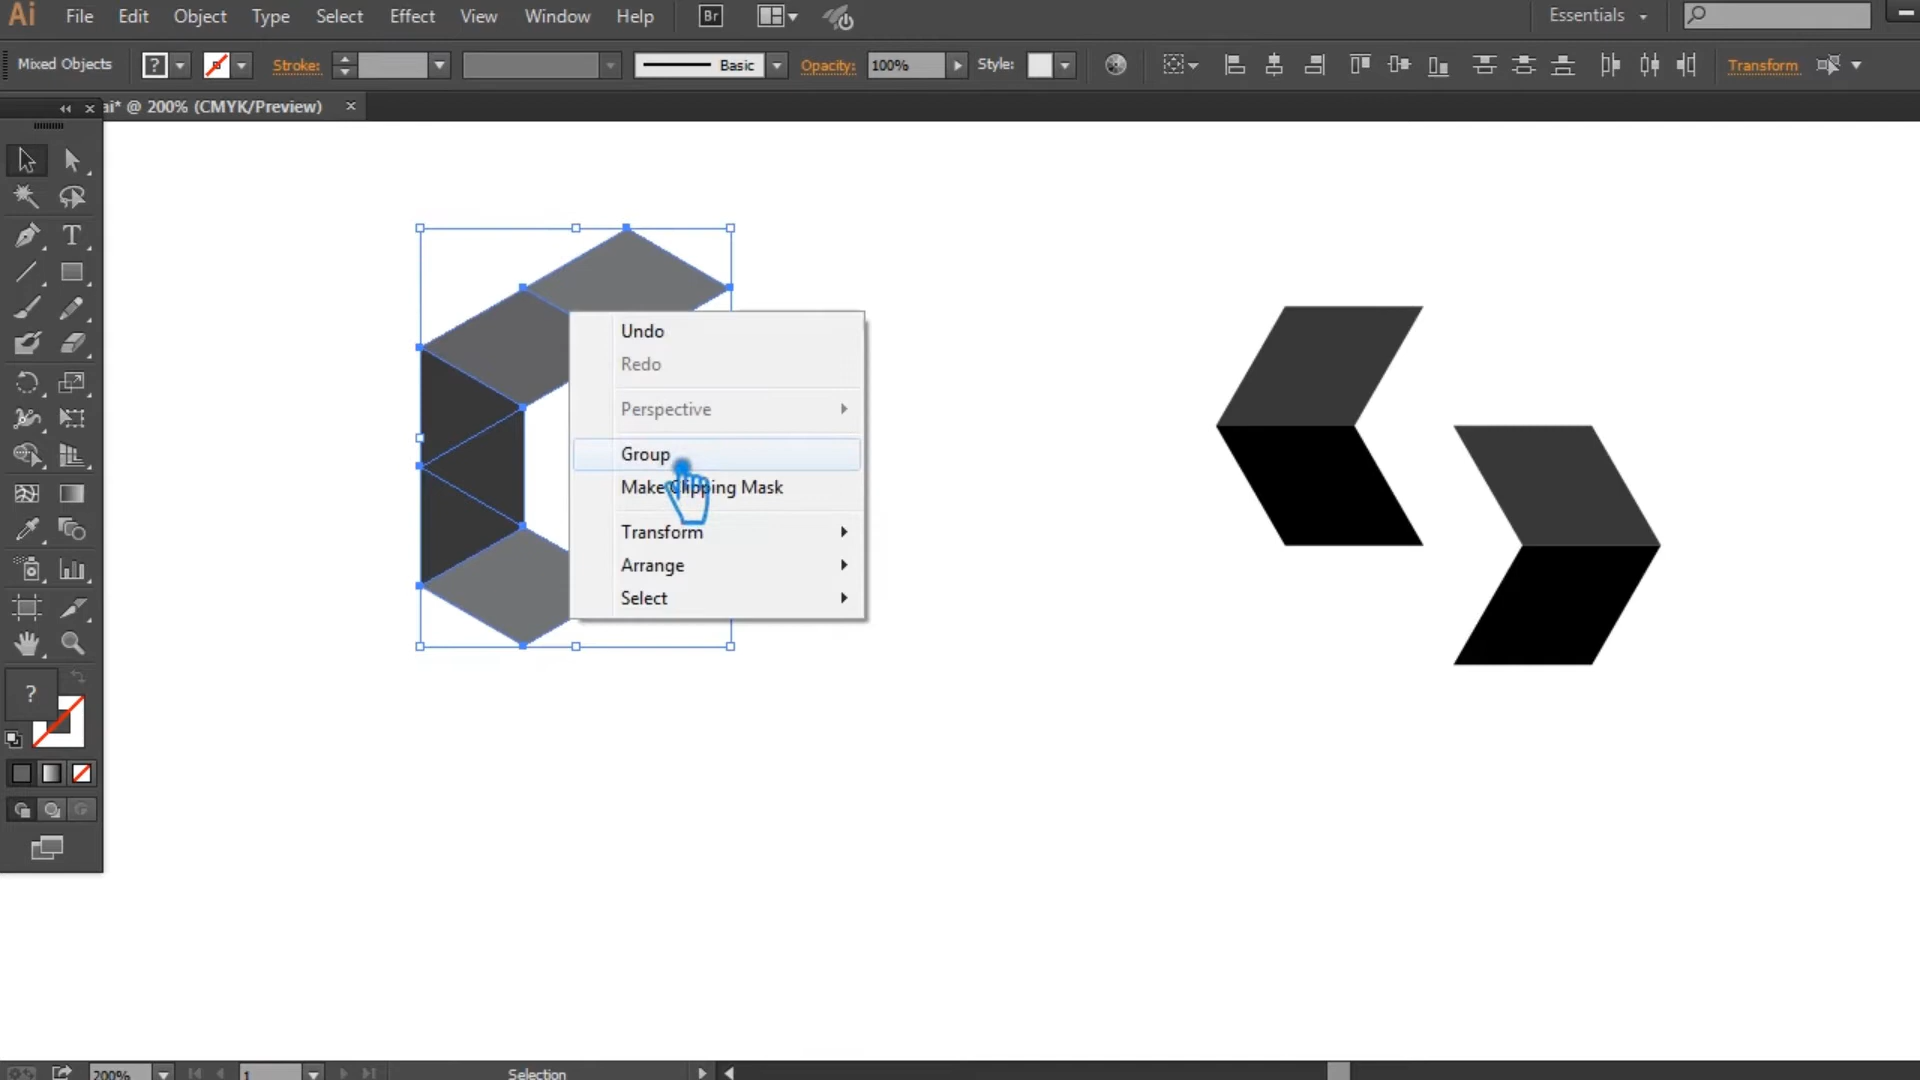 Ai File Edit Object Type Select Effect View Window Help Br Essentials
Mixed Objects ? Stroke: Basic Opacity: 100% Style: Transform
ai* @ 200% (CMYK/Preview) ×
T
Undo
Redo
Perspective
Group
Make Clipping Mask
Transform
Arrange
Select
?
200% 1 Selection